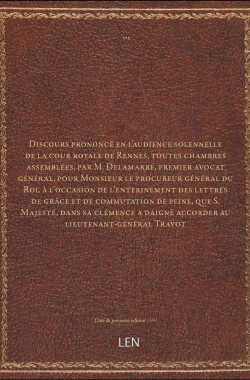 Discours prononcé en l'audience solennelle
de la cour royale de Rennes, toutes chambres
assemblées, par M. Delamarre, premier avocat
général, pour Monsieur le procureur général du
Roi, à l'occasion de l'entérinement des lettres
de grâce et de commutation de peine, que S.
Majesté, dans sa clémence a daigné accorder au
lieutenant-général Travot
LEN